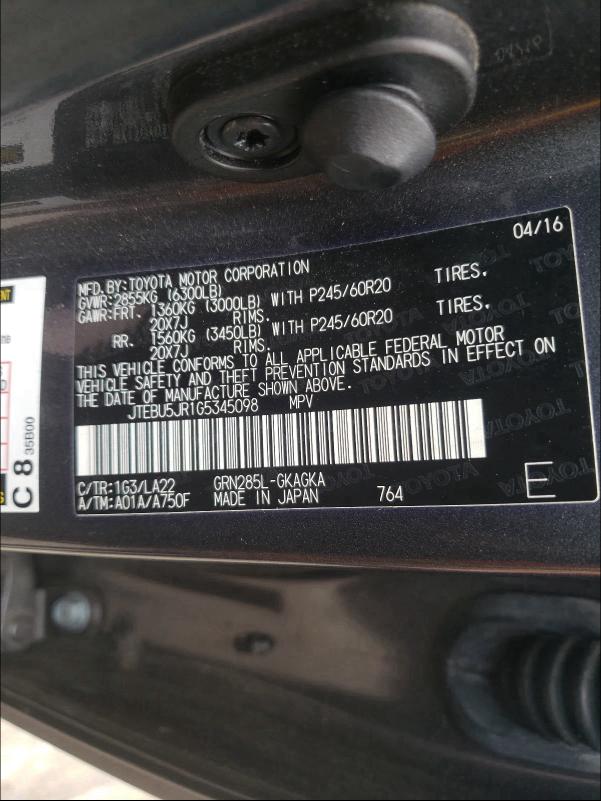 04/16
MFD.BY:TOYOTA MOTOR CORPORATION
GVWR:2855KG (6300LB)
GAWR:FRT. 1360KG (3000LB) WITH P245/60R20 TIRES.
20X7J RIMS.
RR. 1560KG (3450LB) WITH P245/60R20 TIRES.
20X7J RIMS.
THIS VEHICLE CONFORMS TO ALL APPLICABLE FEDERAL MOTOR
VEHICLE SAFETY AND THEFT PREVENTION STANDARDS IN EFFECT ON
THE DATE OF MANUFACTURE SHOWN ABOVE.
JTEBU5JR1G5345098 MPV
C/TR:1G3/LA22 GRN285L-GKAGKA
A/TM:A01A/A750F MADE IN JAPAN 764 E
C 8 35B00
TOYOTA